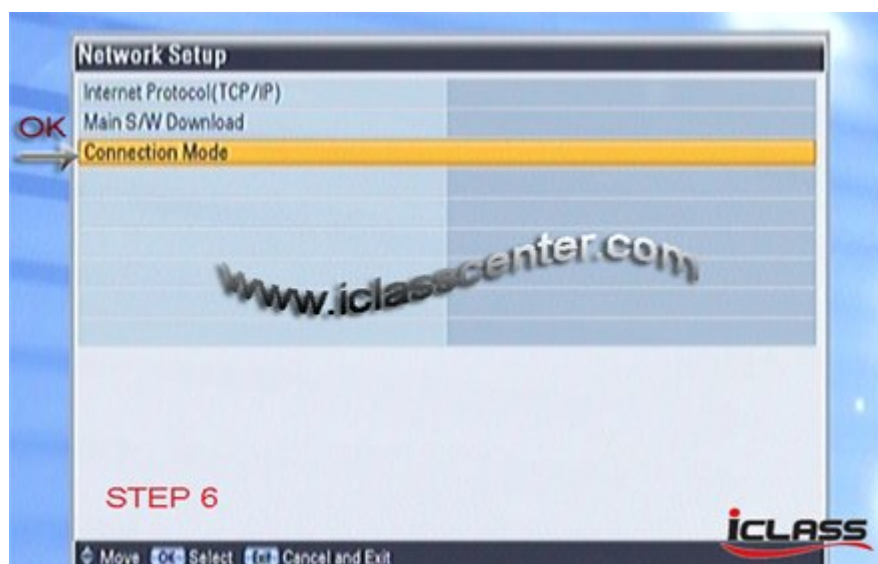 Network Setup
Internet Protocol(TCP/IP)
OK
Main S/W Download
Connection Mode
www.iclasscenter.com
STEP 6
iCLASS
Move OK Select Exit Cancel and Exit